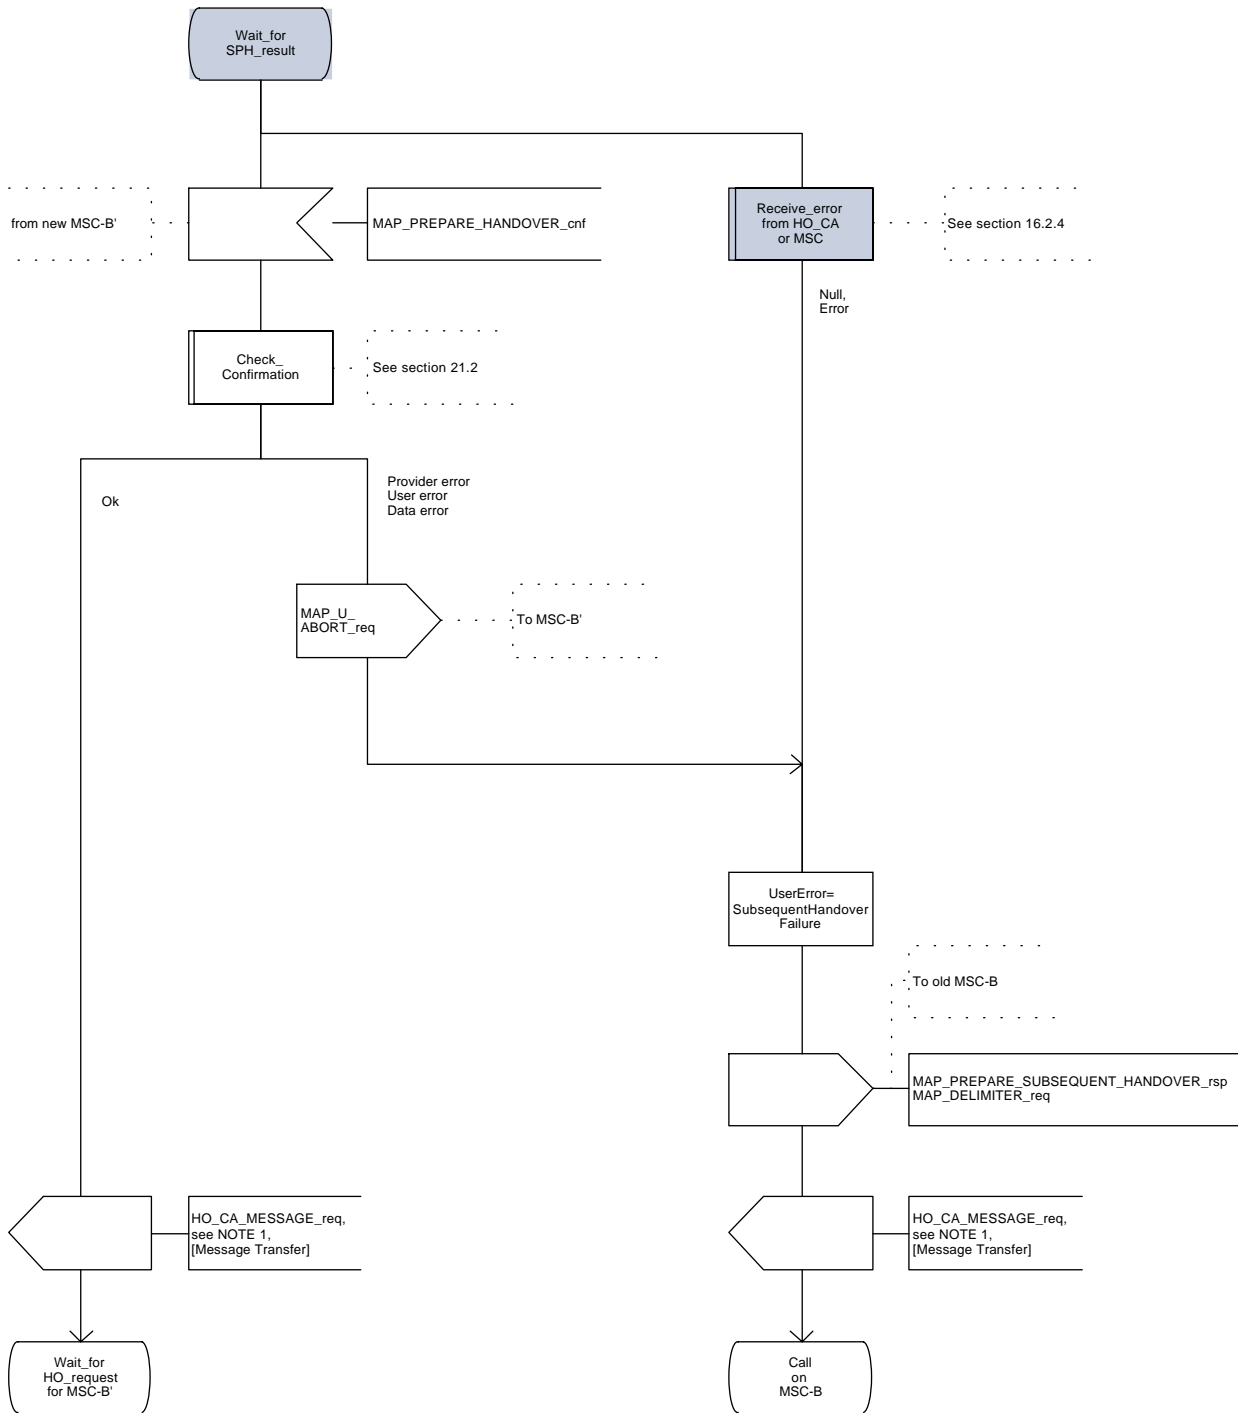 Wait_for
SPH_result
from new MSC-B'
MAP_PREPARE_HANDOVER_cnf
Receive_error
from HO_CA
or MSC
See section 16.2.4
Null,
Error
Check_
Confirmation
See section 21.2
Ok
Provider error
User error
Data error
MAP_U_
ABORT_req
To MSC-B'
UserError=
SubsequentHandover
Failure
To old MSC-B
MAP_PREPARE_SUBSEQUENT_HANDOVER_rsp
MAP_DELIMITER_req
HO_CA_MESSAGE_req,
see NOTE 1,
[Message Transfer]
HO_CA_MESSAGE_req,
see NOTE 1,
[Message Transfer]
Wait_for
HO_request
for MSC-B'
Call
on
MSC-B